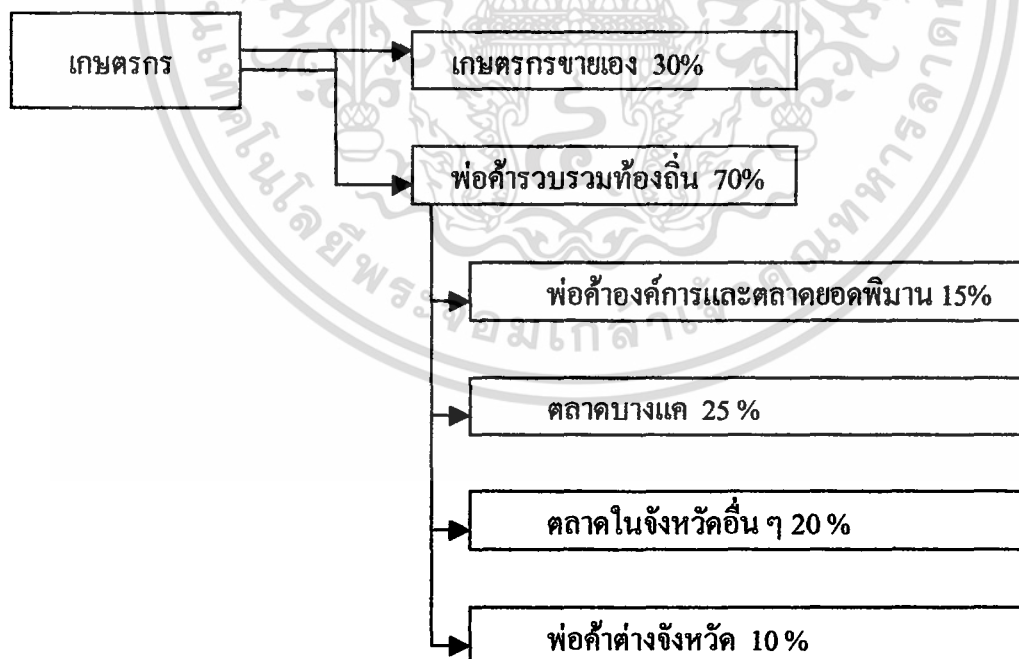 เกษตรกร
เกษตรกรขายเอง 30%
พ่อค้ารวบรวมท้องถิ่น 70%
พ่อค้าองค์การและตลาดยอดพิมาน 15%
ตลาดบางแค 25 %
ตลาดในจังหวัดอื่น ๆ 20 %
พ่อค้าต่างจังหวัด 10 %